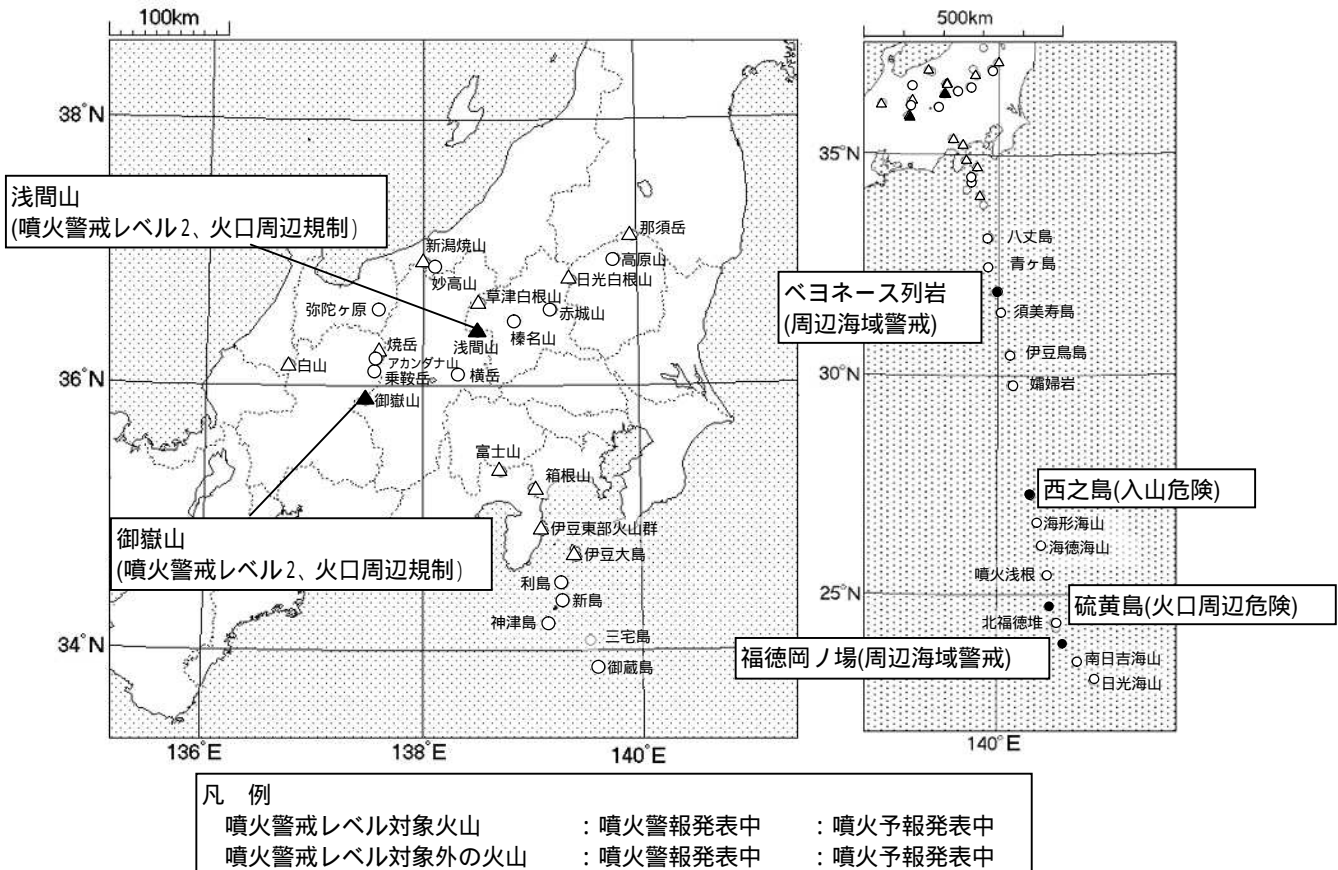 100km
500km
38°N
浅間山
(噴火警戒レベル2、火口周辺規制)
那須岳
新潟焼山
高原山
妙高山
日光白根山
草津白根山
弥陀ヶ原
赤城山
榛名山
浅間山
焼岳
アカンダナ山
白山
乗鞍岳
横岳
36°N
御嶽山
富士山
箱根山
御嶽山
(噴火警戒レベル2、火口周辺規制)
伊豆東部火山群
伊豆大島
利島
新島
神津島
三宅島
34°N
御蔵島
136°E
138°E
140°E
35°N
八丈島
青ヶ島
ベヨネース列岩
(周辺海域警戒)
須美寿島
伊豆鳥島
30°N
孀婦岩
西之島(入山危険)
海形海山
海徳海山
噴火浅根
25°N
硫黄島(火口周辺危険)
北福徳堆
福徳岡ノ場(周辺海域警戒)
南日吉海山
日光海山
140°E
凡 例
噴火警戒レベル対象火山 :噴火警報発表中 :噴火予報発表中
噴火警戒レベル対象外の火山 :噴火警報発表中 :噴火予報発表中